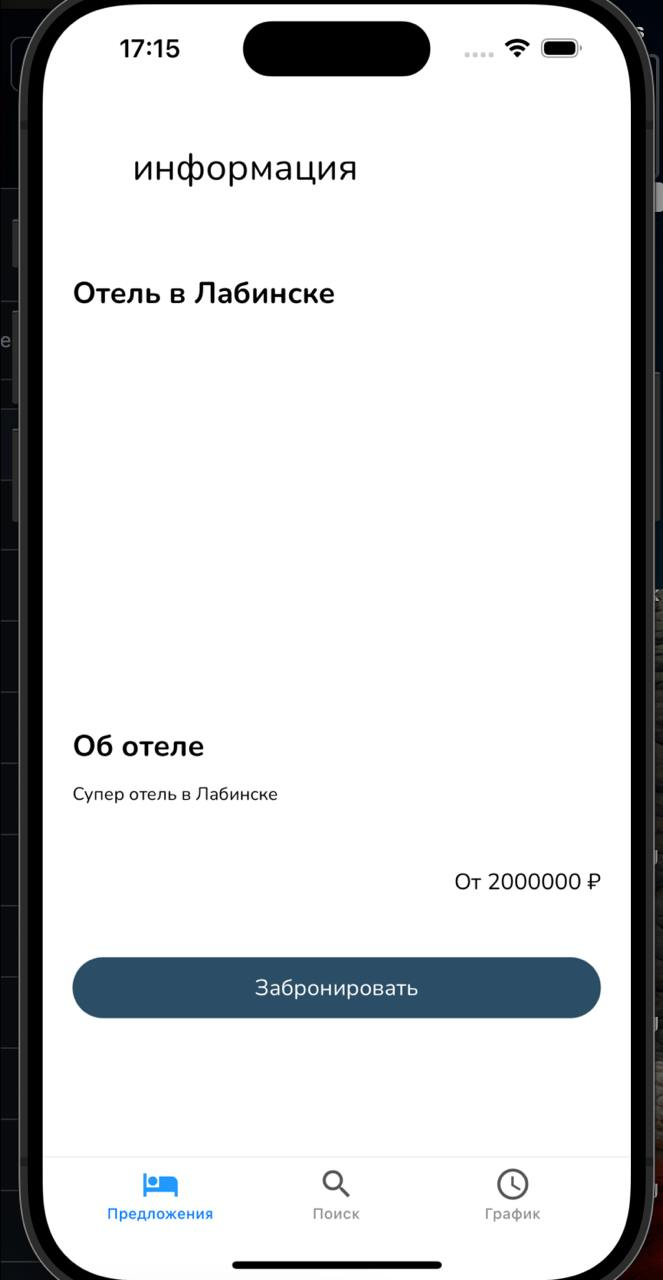 17:15
информация
Отель в Лабинске
Об отеле
Супер отель в Лабинске
От 2000000 ₽
Забронировать
Предложения
Поиск
График